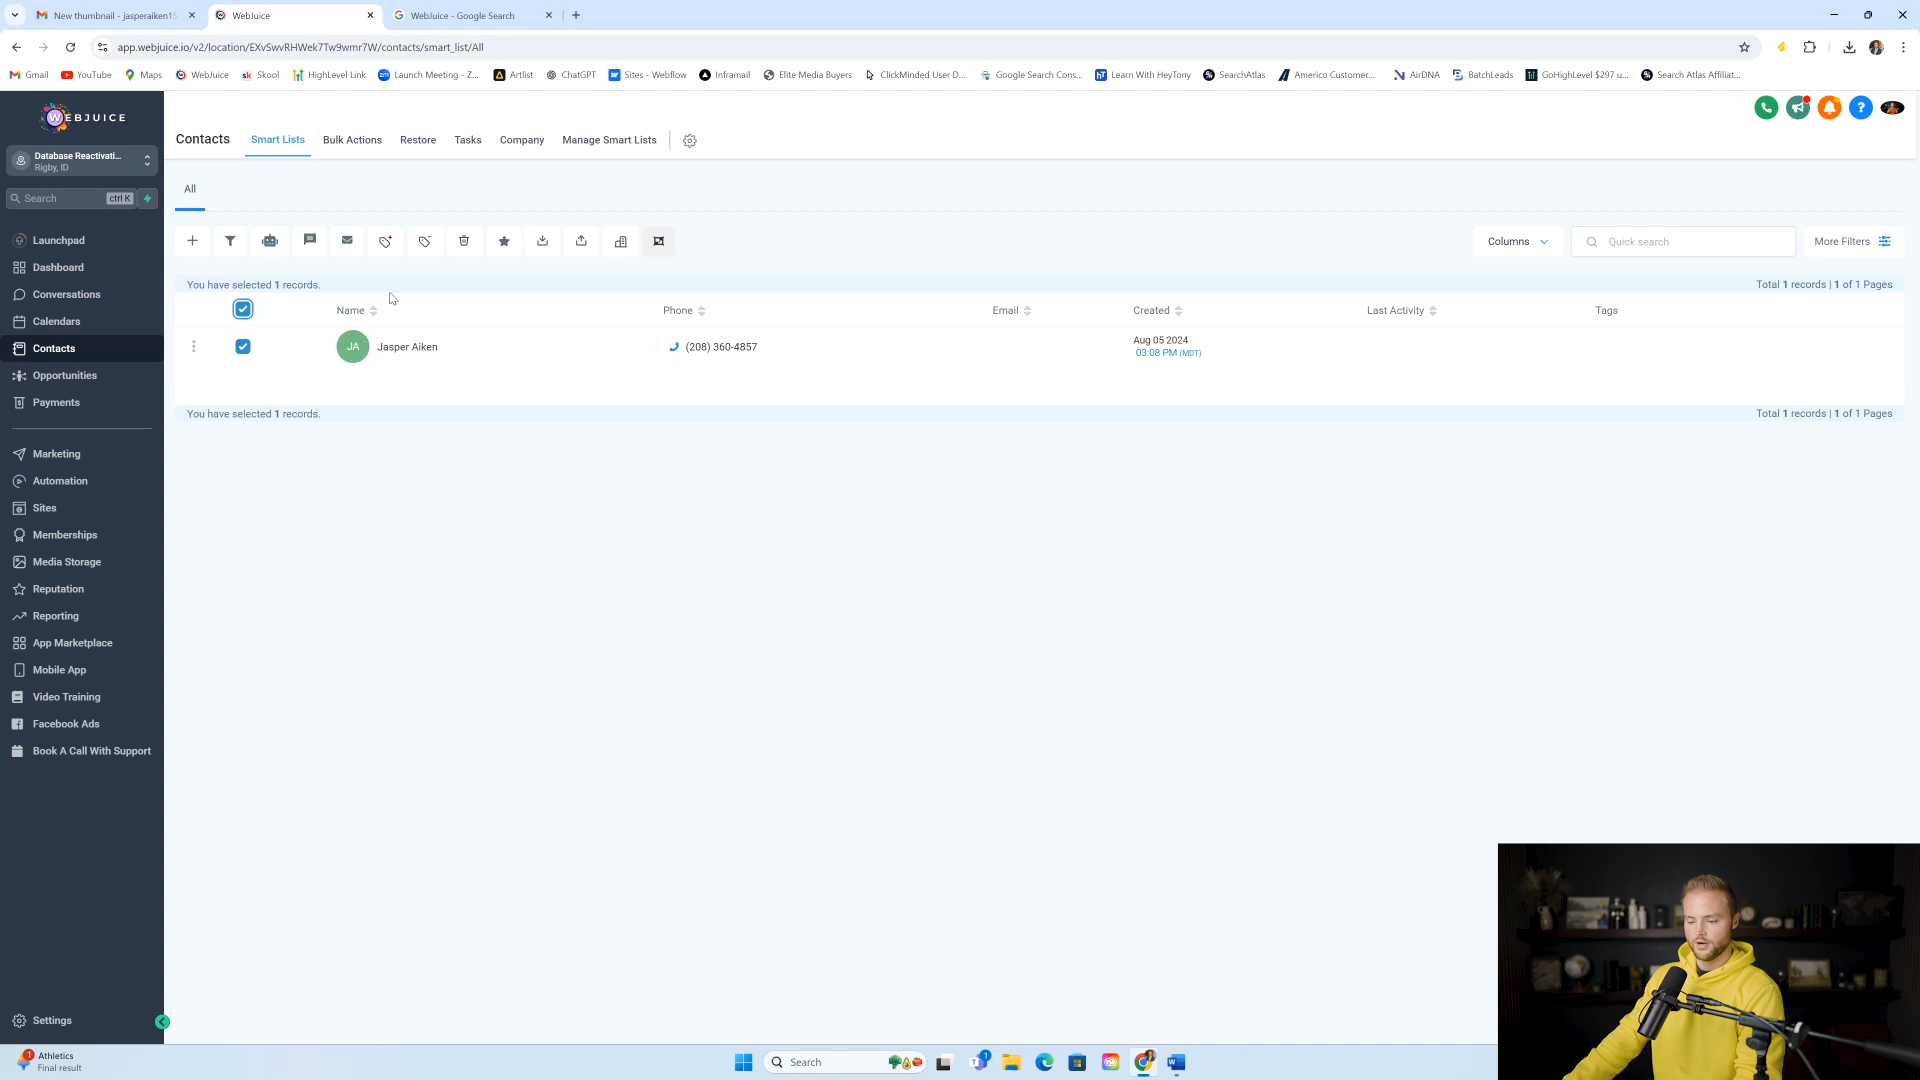 New thumbnail - jasperaiken15
WebJuice
WebJuice - Google Search
app.webjuice.io/v2/location/EXvSwvRHWek7Tw9wmr7W/contacts/smart_list/All
Gmail
YouTube
Maps
WebJuice
sk Skool
HighLevel Link
zm Launch Meeting - Z...
Artlist
ChatGPT
Sites - Webflow
Inframail
Elite Media Buyers
ClickMinded User D...
Google Search Cons...
hT Learn With HeyTony
SearchAtlas
Americo Customer...
AirDNA
BatchLeads
GoHighLevel $297 u...
Search Atlas Affiliat...
WEBJUICE
Database Reactivati...
Rigby, ID
Search ctrl K
Launchpad
Dashboard
Conversations
Calendars
Contacts
Opportunities
Payments
Marketing
Automation
Sites
Memberships
Media Storage
Reputation
Reporting
App Marketplace
Mobile App
Video Training
Facebook Ads
Book A Call With Support
Settings
Contacts Smart Lists Bulk Actions Restore Tasks Company Manage Smart Lists
All
Columns
Quick search
More Filters
You have selected 1 records.
Total 1 records | 1 of 1 Pages
Name Phone Email Created Last Activity Tags
JA Jasper Aiken (208) 360-4857 Aug 05 2024
03:08 PM (MDT)
You have selected 1 records.
Total 1 records | 1 of 1 Pages
1 Athletics
Final result
Search
1